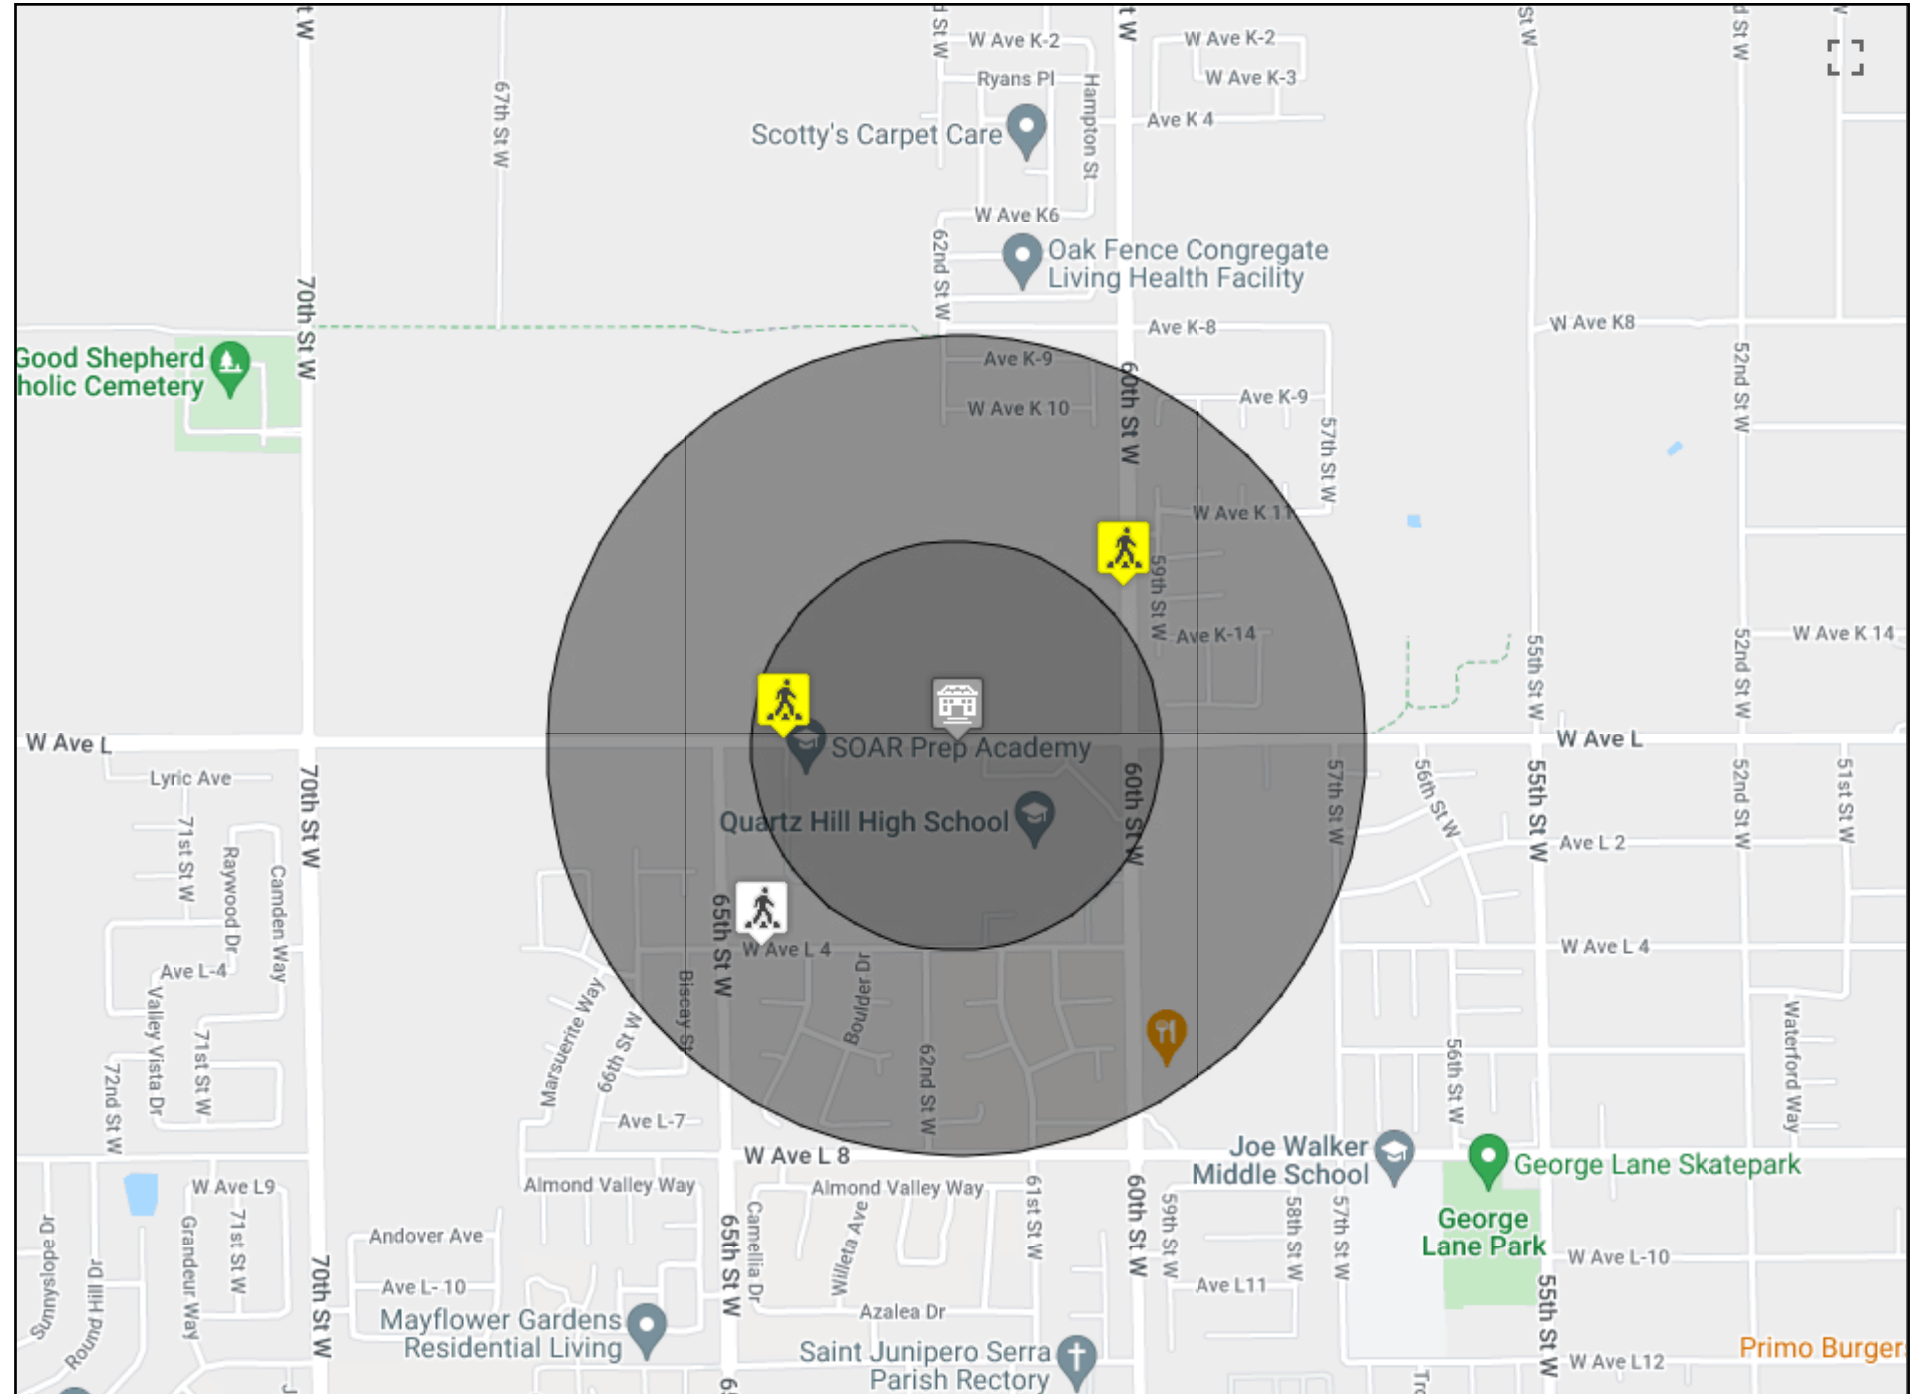 St W
67th St W
d St W
W Ave K-2
Ryans Pl
Hampton St
t W
W Ave K-2
W Ave K-3
Ave K 4
St W
d St W
W
Scotty's Carpet Care
W Ave K6
62nd St W
Oak Fence Congregate
Living Health Facility
70th St W
Ave K-8
W Ave K8
Good Shepherd
holic Cemetery
Ave K-9
W Ave K 10
60th St W
Ave K-9
57th St W
52nd St W
W Ave K 11
59th St W
Ave K-14
55th St W
52nd St W
W Ave K 14
W Ave L
SOAR Prep Academy
W Ave L
Lyric Ave
70th St W
71st St W
Raywood Dr
Camden Way
Quartz Hill High School
60th St W
57th St W
56th St W
55th St W
Ave L 2
52nd St W
51st St W
65th St W
W Ave L 4
W Ave L 4
Ave L-4
Valley Vista Dr
71st St W
72nd St W
Marsuerite Way
66th St W
Biscay St
Boulder Dr
62nd St W
56th St W
Waterford Way
Ave L-7
W Ave L 8
Joe Walker
Middle School
George Lane Skatepark
George
Lane Park
W Ave L9
Almond Valley Way
Almond Valley Way
Sunnyslope Dr
Round Hill Dr
Grandeur Way
71st St W
70th St W
Andover Ave
Ave L- 10
65th St W
Camellia Dr
Willeta Ave
61st St W
60th St W
59th St W
58th St W
57th St W
Ave L11
W Ave L-10
55th St W
Azalea Dr
Mayflower Gardens
Residential Living
Saint Junipero Serra
Parish Rectory
Primo Burger
W Ave L12